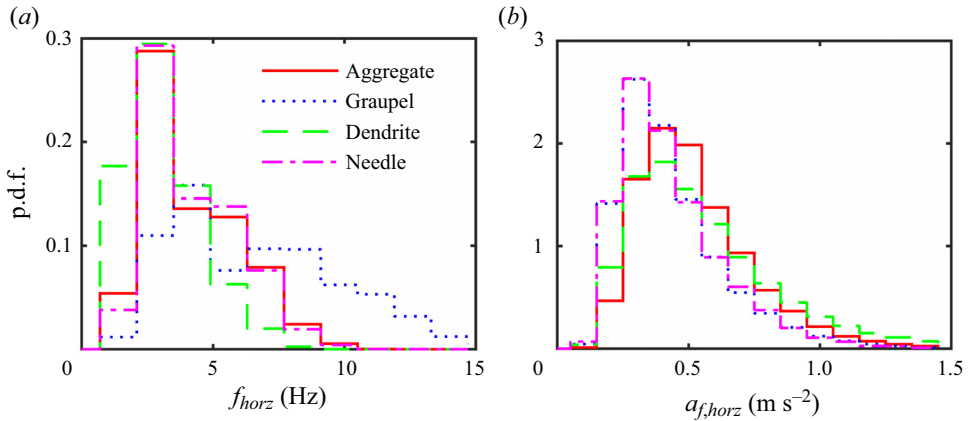 (a)
0.3
0.2
0.1
p.d.f.
Aggregate
Graupel
Dendrite
Needle
0 5 10 15
f_horz (Hz)
(b)
3
2
1
0 0.5 1.0 1.5
a_f,horz (m s⁻²)